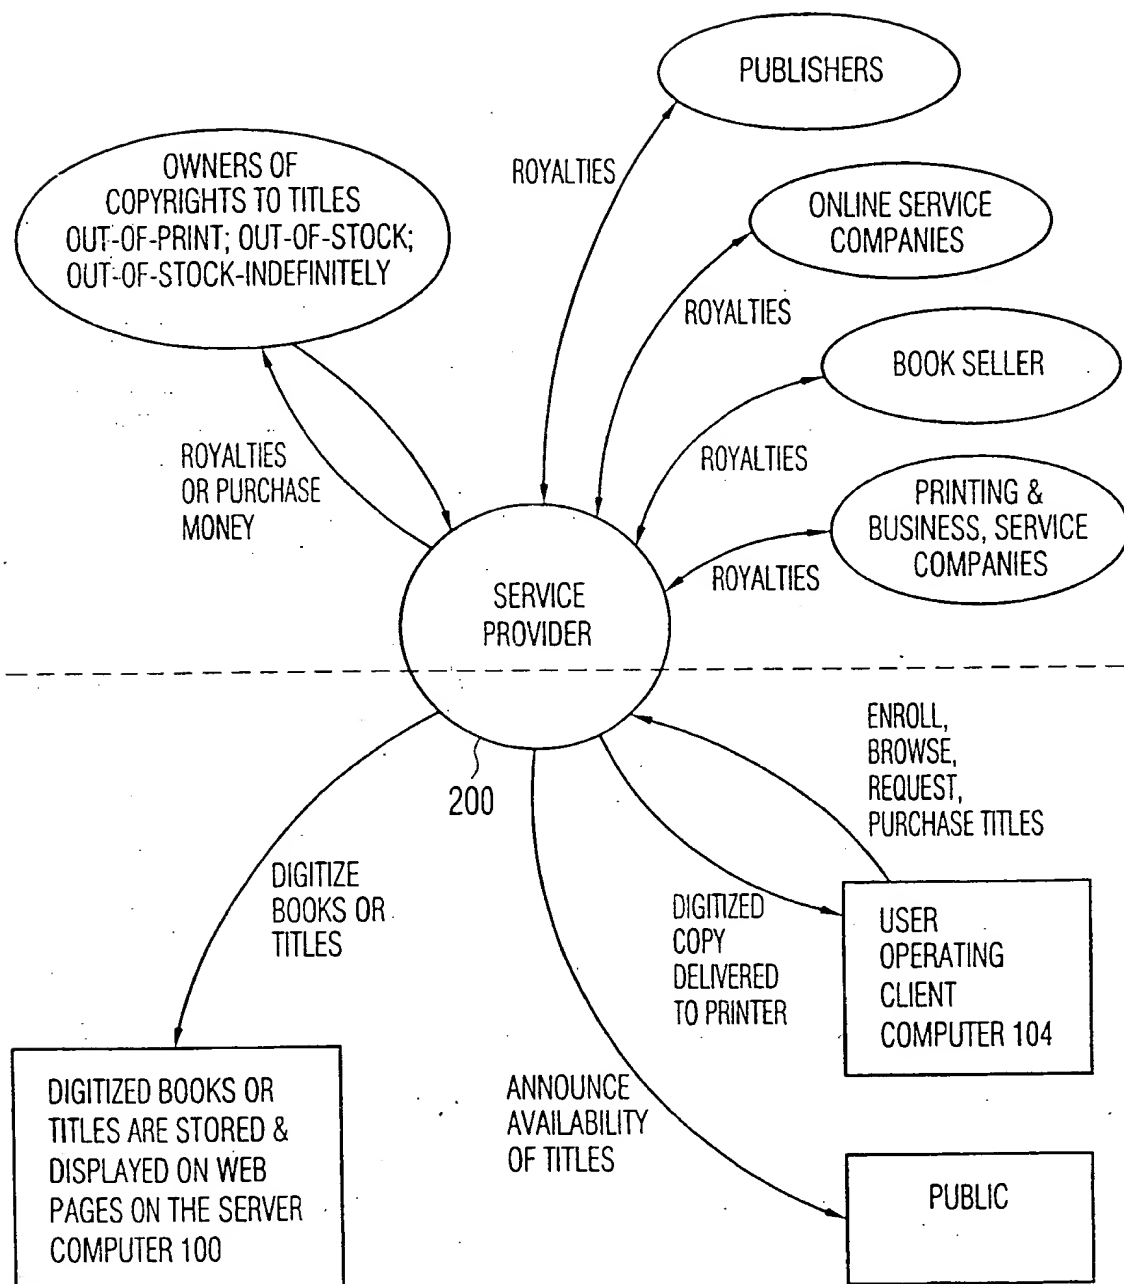 PUBLISHERS
OWNERS OF
COPYRIGHTS TO TITLES
OUT-OF-PRINT; OUT-OF-STOCK;
OUT-OF-STOCK-INDEFINITELY
ROYALTIES
ONLINE SERVICE
COMPANIES
ROYALTIES
BOOK SELLER
ROYALTIES
OR PURCHASE
MONEY
ROYALTIES
PRINTING &
BUSINESS, SERVICE
COMPANIES
ROYALTIES
SERVICE
PROVIDER
200
ENROLL,
BROWSE,
REQUEST,
PURCHASE TITLES
DIGITIZE
BOOKS OR
TITLES
DIGITIZED
COPY
DELIVERED
TO PRINTER
USER
OPERATING
CLIENT
COMPUTER 104
DIGITIZED BOOKS OR
TITLES ARE STORED &
DISPLAYED ON WEB
PAGES ON THE SERVER
COMPUTER 100
ANNOUNCE
AVAILABILITY
OF TITLES
PUBLIC